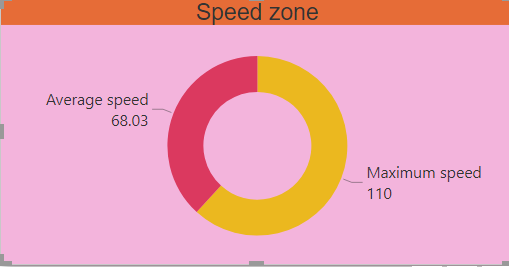 Speed zone
Average speed
68.03
Maximum speed
110